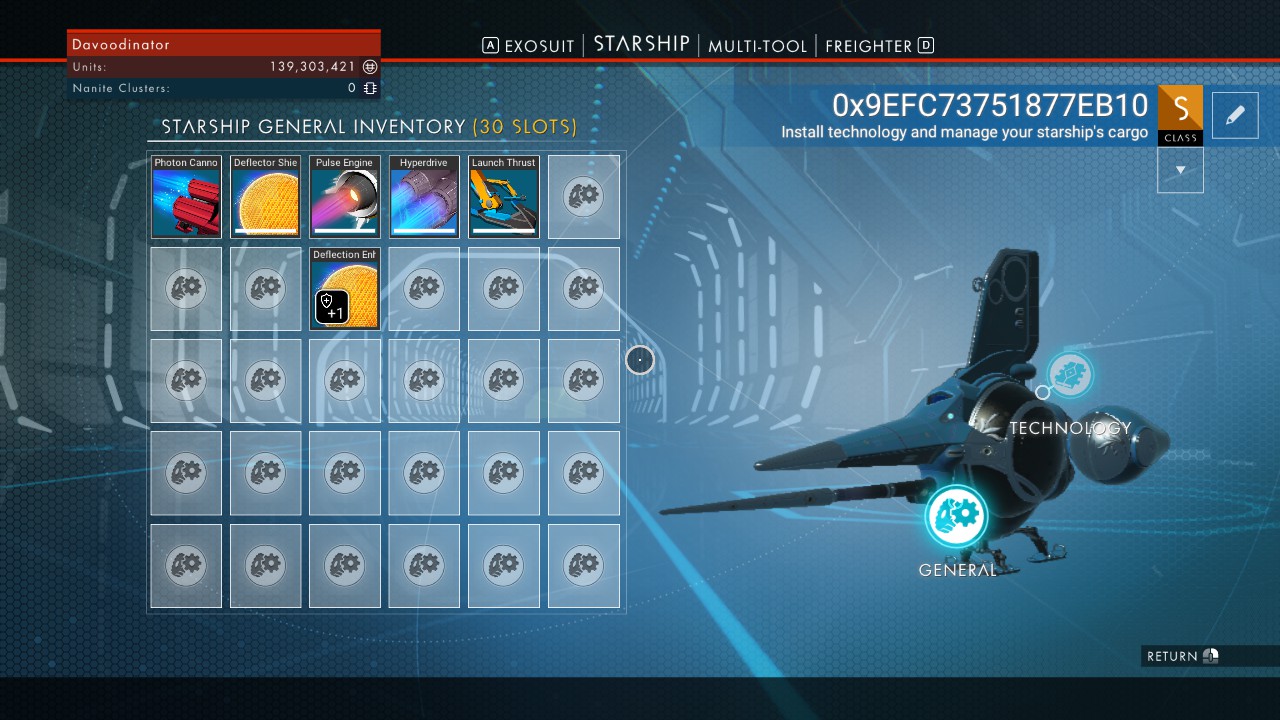 Davoodinator
Units: 139,303,421
Nanite Clusters: 0
A EXOSUIT STARSHIP MULTI-TOOL FREIGHTER D
STARSHIP GENERAL INVENTORY (30 SLOTS)
0x9EFC73751877EB10
Install technology and manage your starship's cargo
S
CLASS
Photon Canno Deflector Shie Pulse Engine Hyperdrive Launch Thrust
Deflection Enh
+1
TECHNOLOGY
GENERAL
RETURN